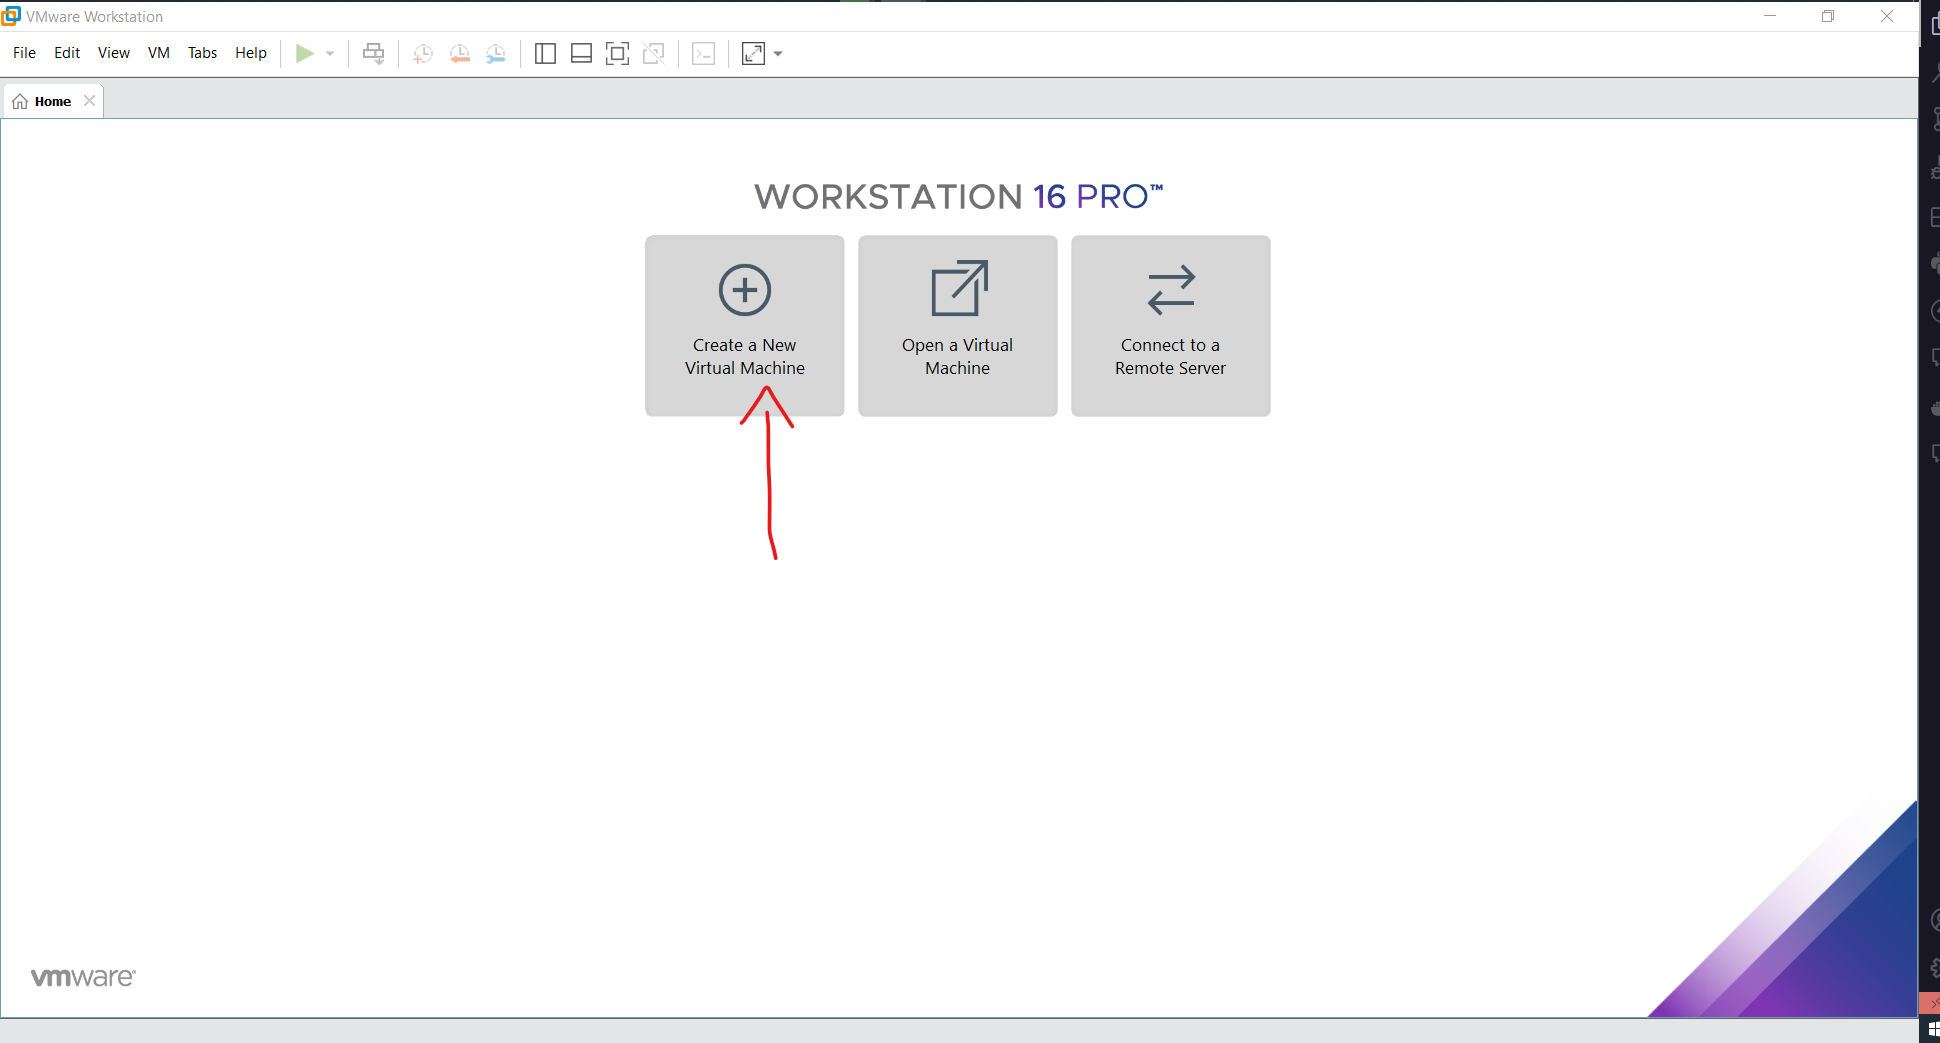 VMware Workstation
File Edit View VM Tabs Help
Home
WORKSTATION 16 PRO™
Create a New
Virtual Machine
Open a Virtual
Machine
Connect to a
Remote Server
vmware®